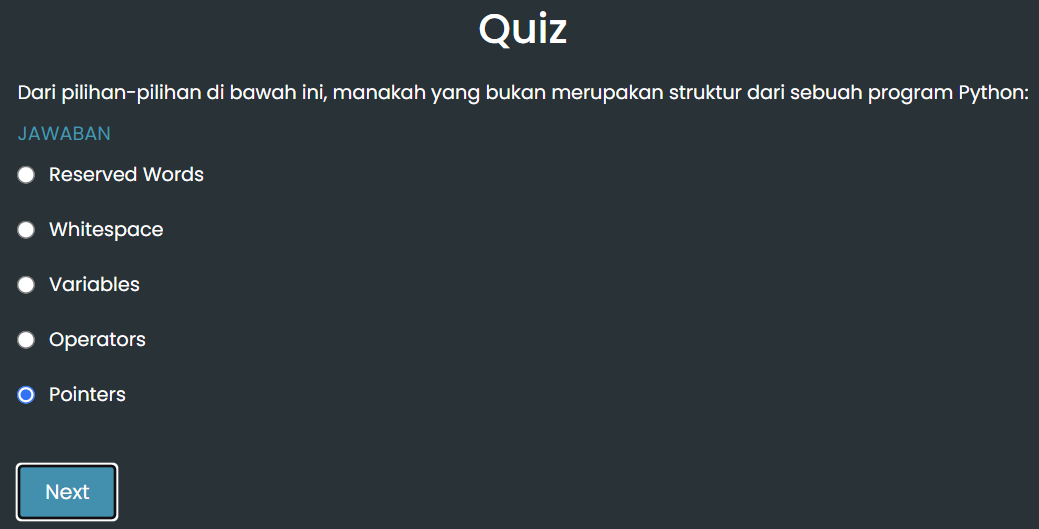 Quiz
Dari pilihan-pilihan di bawah ini, manakah yang bukan merupakan struktur dari sebuah program Python:
JAWABAN
Reserved Words
Whitespace
Variables
Operators
Pointers
Next